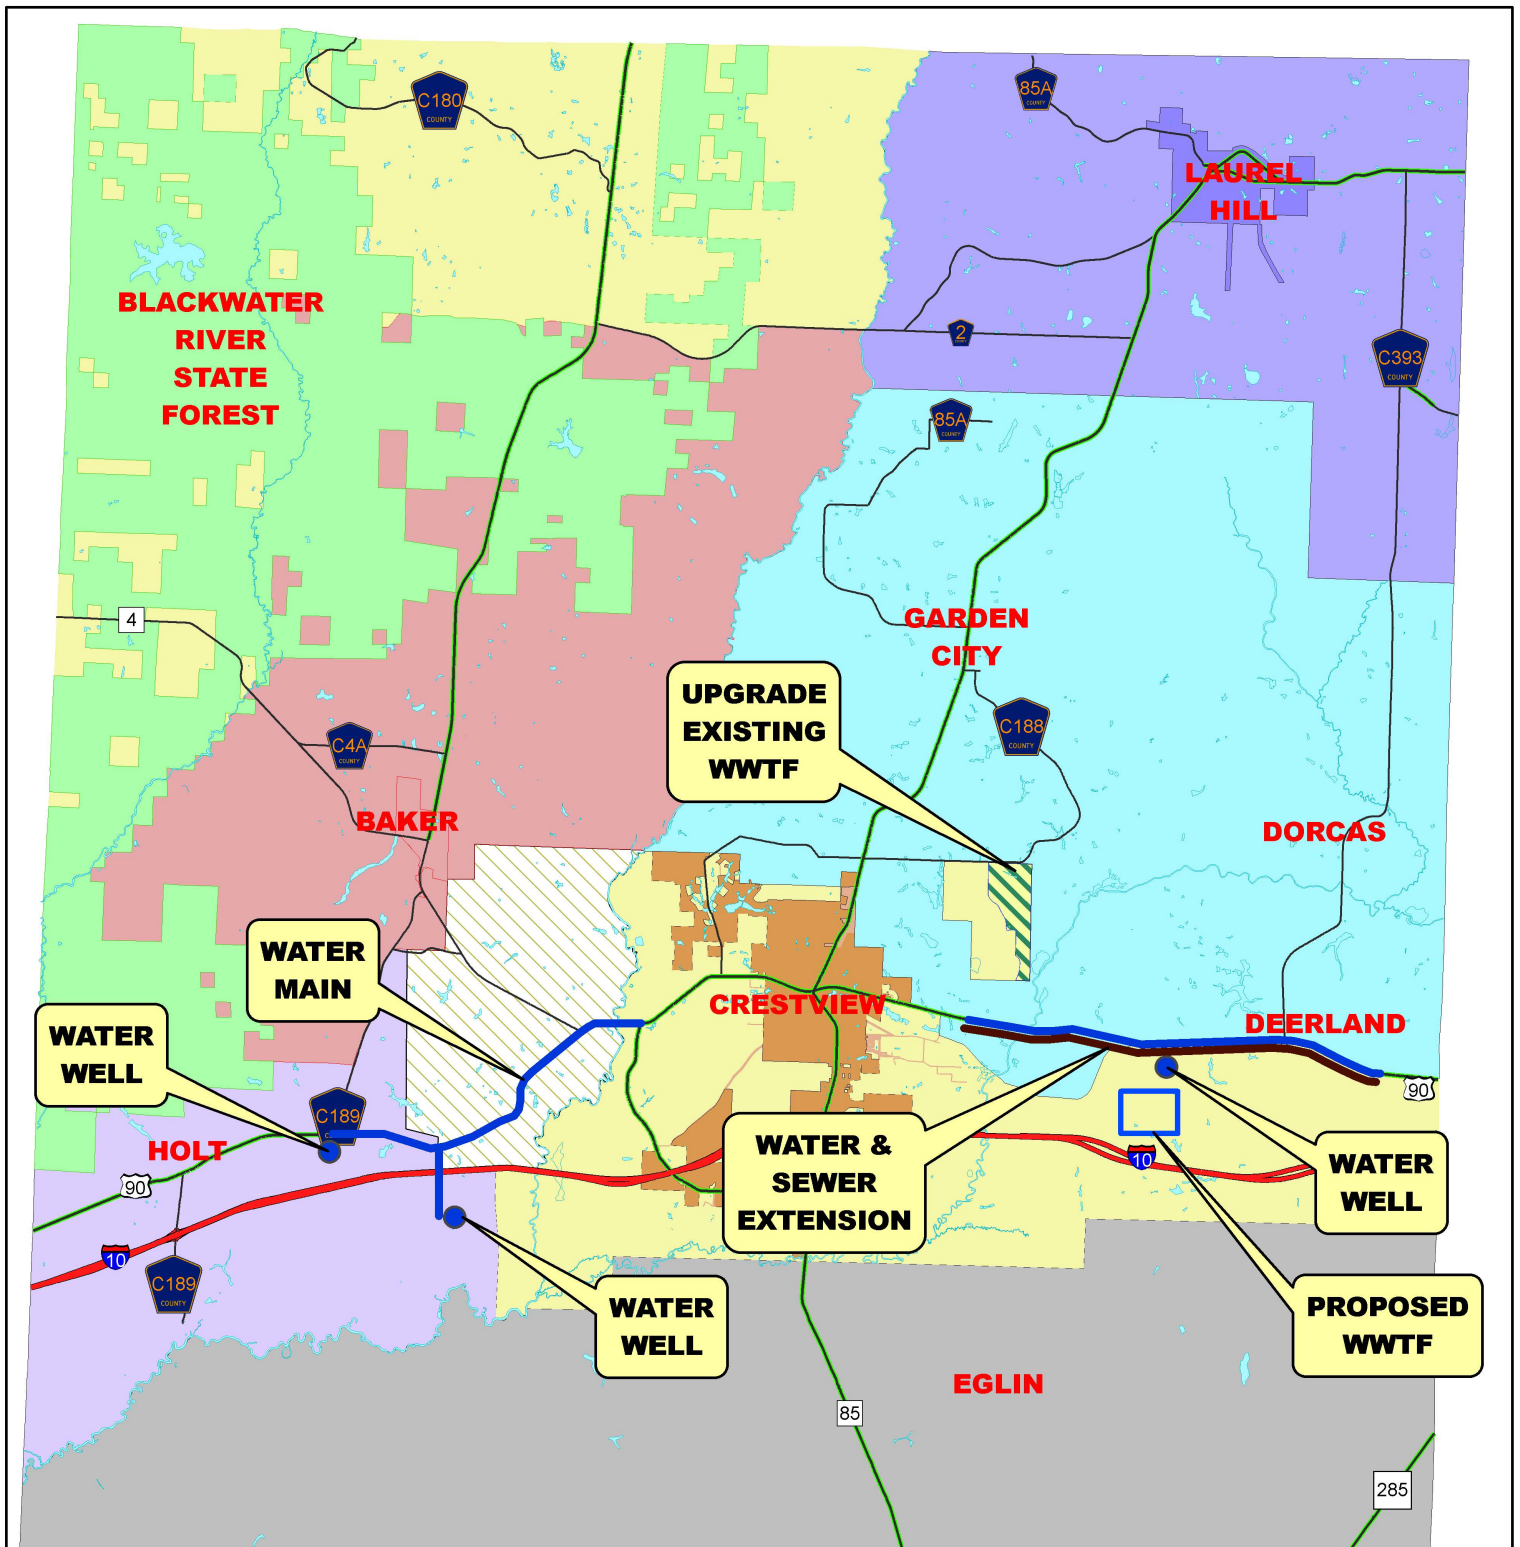 C180
COUNTY
85A
COUNTY
LAUREL
HILL
BLACKWATER
RIVER
STATE
FOREST
2
C393
COUNTY
85A
COUNTY
4
GARDEN
CITY
UPGRADE
EXISTING
WWTF
C188
COUNTY
C4A
COUNTY
BAKER
DORCAS
WATER
MAIN
CRESTVIEW
DEERLAND
WATER
WELL
90
C189
HOLT
90
WATER &
SEWER
EXTENSION
10
WATER
WELL
10
C189
COUNTY
WATER
WELL
PROPOSED
WWTF
EGLIN
85
285